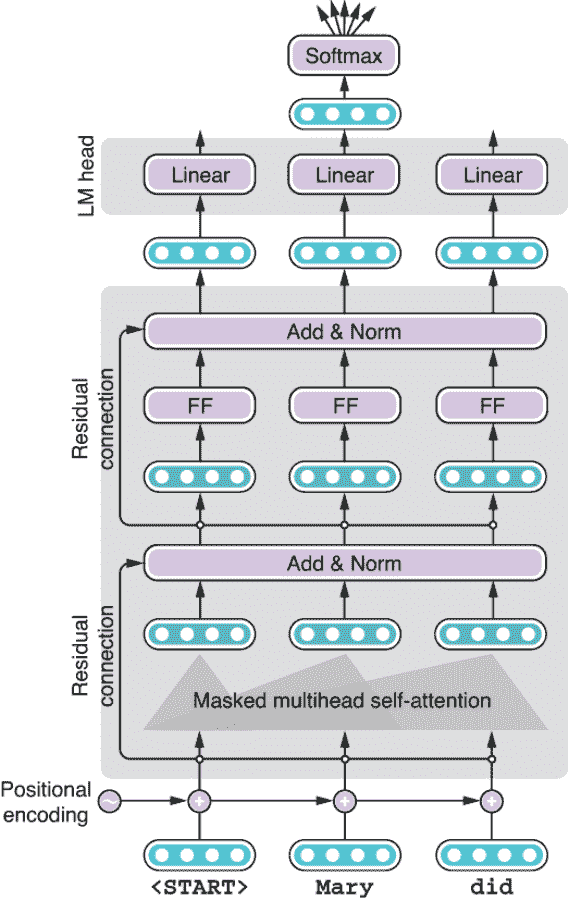 Softmax
LM head
Linear
Linear
Linear
Add & Norm
Residual
connection
FF
FF
FF
Add & Norm
Residual
connection
Masked multihead self-attention
Positional
encoding
~
+
+
+
<START>
Mary
did